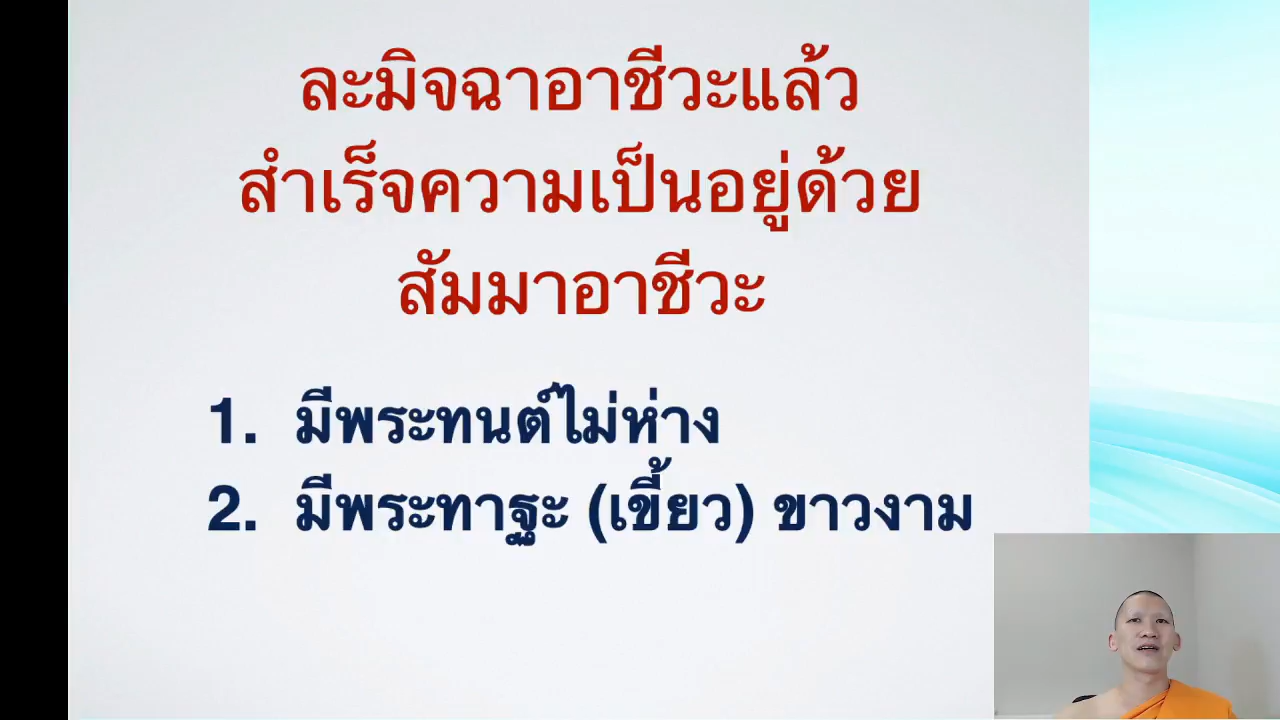 ละมิจฉาอาชีวะแล้ว
สำเร็จความเป็นอยู่ด้วย
สัมมาอาชีวะ
1. มีพระทนต์ไม่ห่าง
2. มีพระทาฐะ (เขี้ยว) ขาวงาม